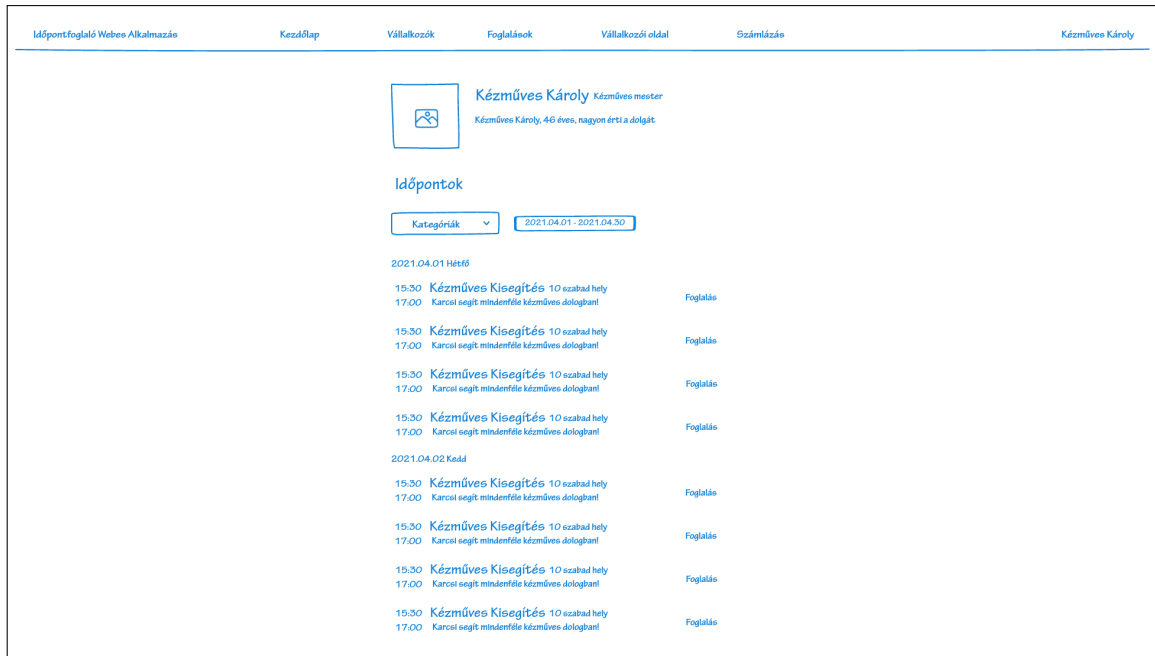 Időpontfoglaló Webes Alkalmazás Kezdőlap Vállalkozók Foglalások Vállalkozói oldal Számlázás Kézműves Károly
Kézműves Károly Kézműves mester
Kézműves Károly, 46 éves, nagyon érti a dolgát
Időpontok
Kategóriák 2021.04.01 - 2021.04.30
2021.04.01 Hétfő
15:30 Kézműves Kisegítés 10 szabad hely
Foglalás
17:00 Karcsi segít mindenféle kézműves dologban!
15:30 Kézműves Kisegítés 10 szabad hely
Foglalás
17:00 Karcsi segít mindenféle kézműves dologban!
15:30 Kézműves Kisegítés 10 szabad hely
Foglalás
17:00 Karcsi segít mindenféle kézműves dologban!
15:30 Kézműves Kisegítés 10 szabad hely
Foglalás
17:00 Karcsi segít mindenféle kézműves dologban!
2021.04.02 Kedd
15:30 Kézműves Kisegítés 10 szabad hely
Foglalás
17:00 Karcsi segít mindenféle kézműves dologban!
15:30 Kézműves Kisegítés 10 szabad hely
Foglalás
17:00 Karcsi segít mindenféle kézműves dologban!
15:30 Kézműves Kisegítés 10 szabad hely
Foglalás
17:00 Karcsi segít mindenféle kézműves dologban!
15:30 Kézműves Kisegítés 10 szabad hely
Foglalás
17:00 Karcsi segít mindenféle kézműves dologban!